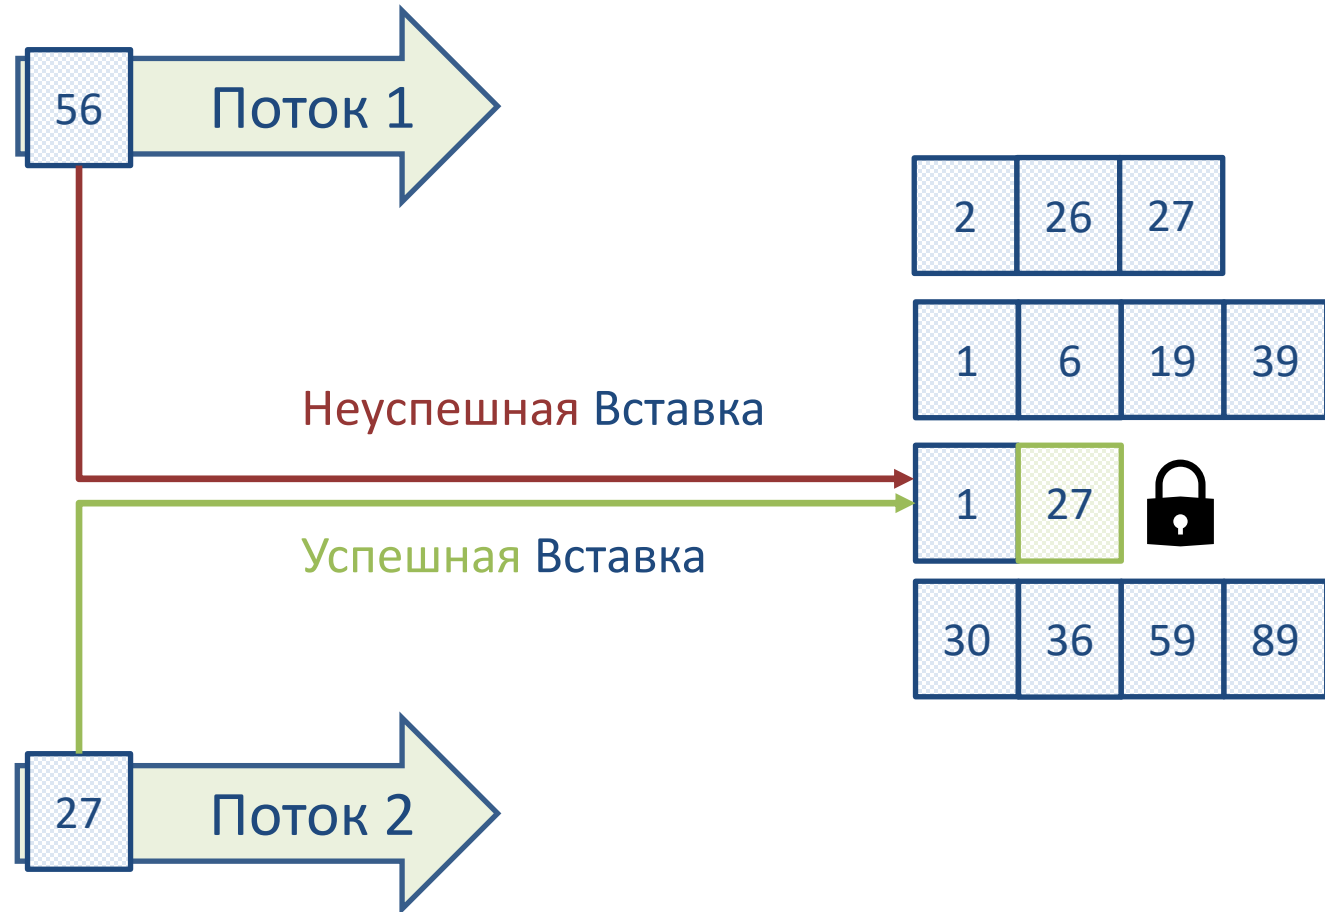 56 Поток 1
2 26 27
1 6 19 39
Неуспешная Вставка
1 27
Успешная Вставка
30 36 59 89
27 Поток 2